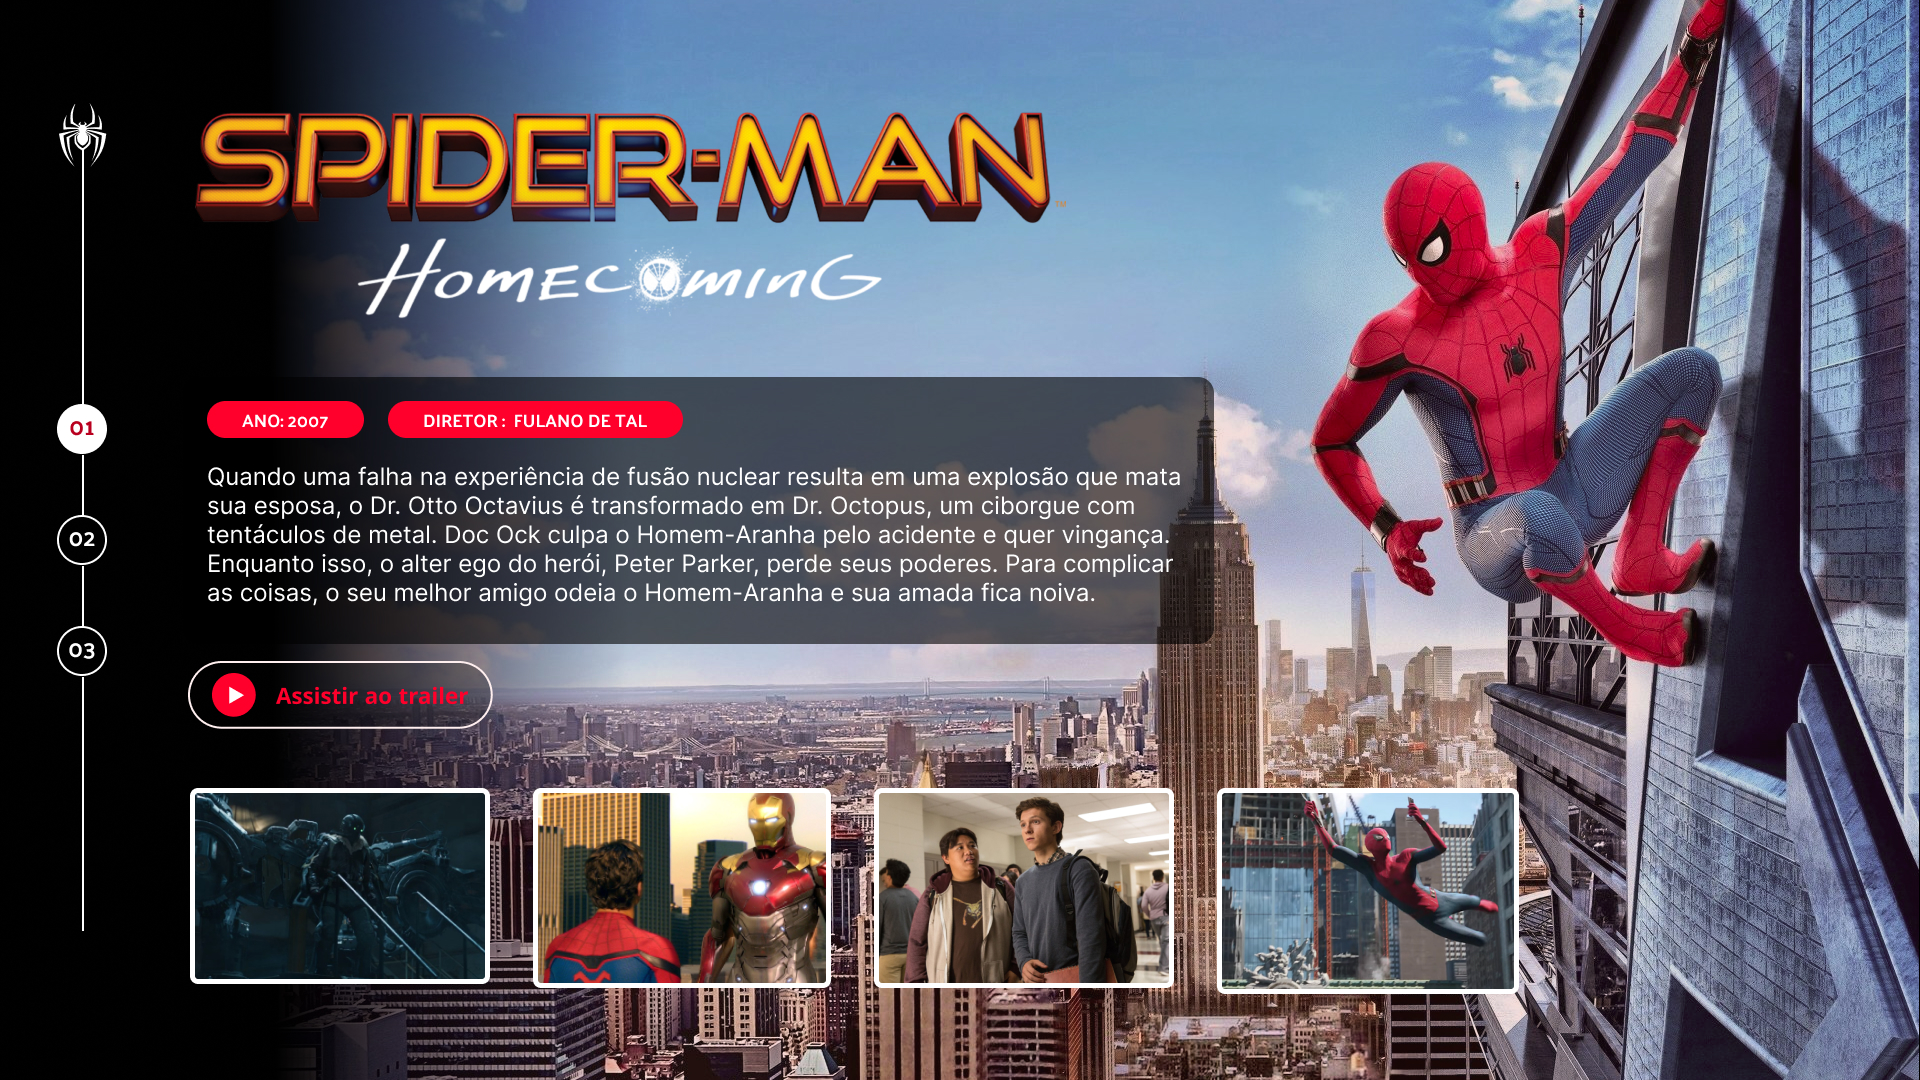 SPIDER-MAN
HOMECOMING
ANO: 2007
DIRETOR : FULANO DE TAL
Quando uma falha na experiência de fusão nuclear resulta em uma explosão que mata
sua esposa, o Dr. Otto Octavius é transformado em Dr. Octopus, um ciborgue com
tentáculos de metal. Doc Ock culpa o Homem-Aranha pelo acidente e quer vingança.
Enquanto isso, o alter ego do herói, Peter Parker, perde seus poderes. Para complicar
as coisas, o seu melhor amigo odeia o Homem-Aranha e sua amada fica noiva.
01
02
03
Assistir ao trailer